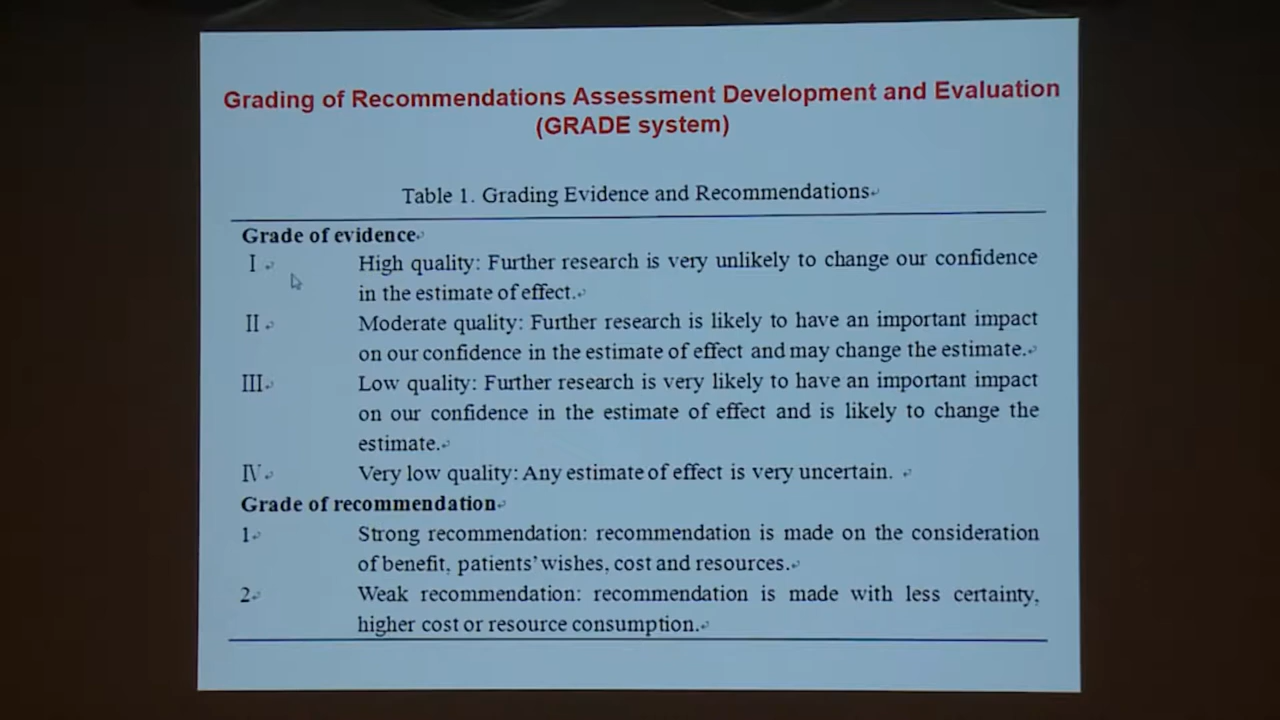 Grading of Recommendations Assessment Development and Evaluation
(GRADE system)
Table 1. Grading Evidence and Recommendations
Grade of evidence
I High quality: Further research is very unlikely to change our confidence
in the estimate of effect.
II Moderate quality: Further research is likely to have an important impact
on our confidence in the estimate of effect and may change the estimate.
III Low quality: Further research is very likely to have an important impact
on our confidence in the estimate of effect and is likely to change the
estimate.
IV Very low quality: Any estimate of effect is very uncertain.
Grade of recommendation
1 Strong recommendation: recommendation is made on the consideration
of benefit, patients’ wishes, cost and resources.
2 Weak recommendation: recommendation is made with less certainty,
higher cost or resource consumption.